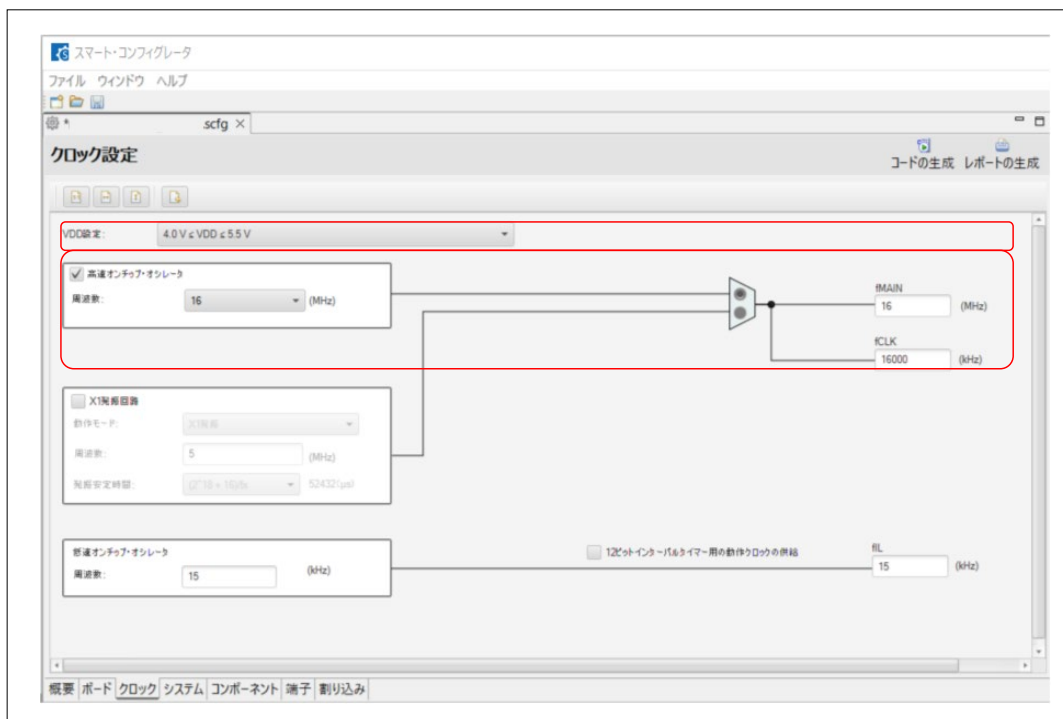 スマート・コンフィグレータ
ファイル ウィンドウ ヘルプ
*
.scfg
クロック設定
コードの生成 レポートの生成
VDD設定: 4.0 V ≤ VDD ≤ 5.5 V
高速オンチップ・オシレータ
周波数: 16 (MHz)
fMAIN
16 (MHz)
fCLK
16000 (kHz)
X1発振回路
動作モード: X1発振
周波数: 5 (MHz)
発振安定時間: (2^18 + 16)/fx 52432(μs)
低速オンチップ・オシレータ
周波数: 15 (kHz)
12ビットインターバルタイマー用の動作クロックの供給
fIL
15 (kHz)
概要 ボード クロック システム コンポーネント 端子 割り込み